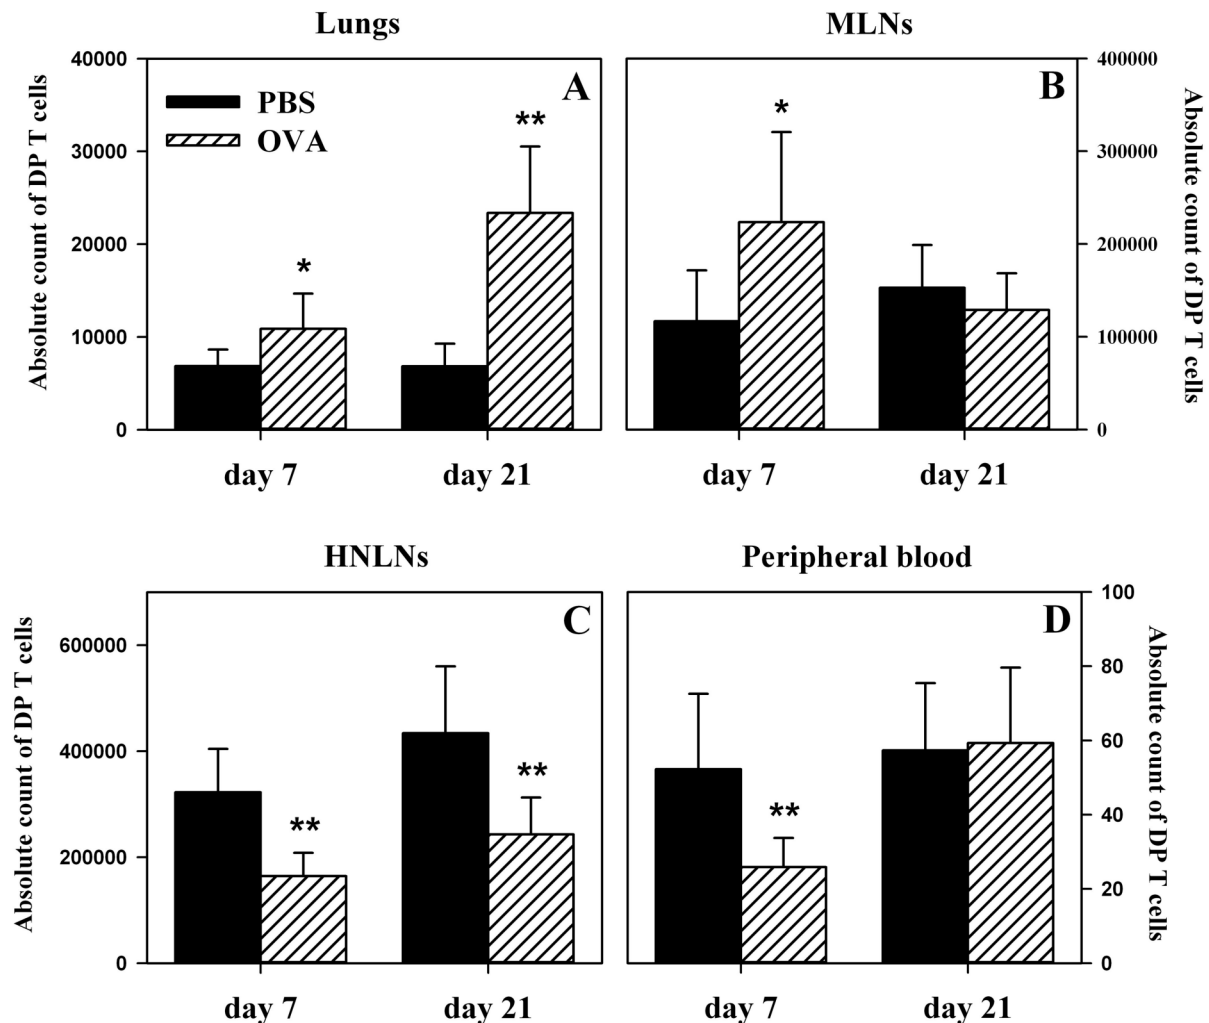 Lungs
MLNs
Absolute count of DP T cells
40000
30000
20000
10000
0
PBS
OVA
A
*
**
day 7
day 21
B
*
400000
300000
200000
100000
0
Absolute count of DP T cells
day 7
day 21
HNLNs
Peripheral blood
Absolute count of DP T cells
600000
400000
200000
0
C
**
**
day 7
day 21
D
**
100
80
60
40
20
0
Absolute count of DP T cells
day 7
day 21